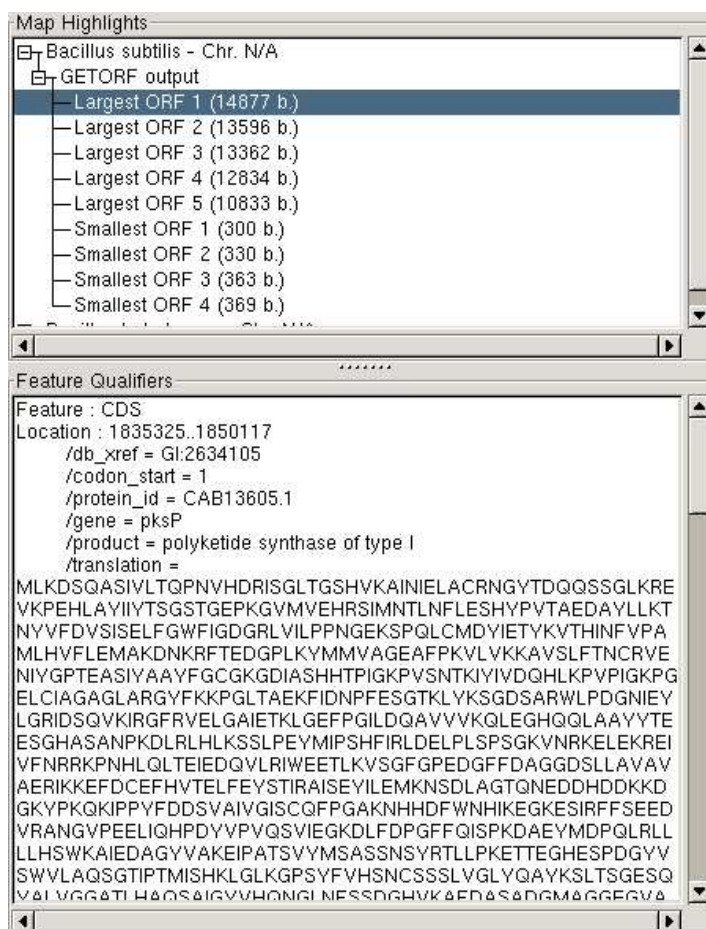 Map Highlights
Bacillus subtilis - Chr. N/A
GETORF output
Largest ORF 1 (14877 b.)
Largest ORF 2 (13596 b.)
Largest ORF 3 (13362 b.)
Largest ORF 4 (12834 b.)
Largest ORF 5 (10833 b.)
Smallest ORF 1 (300 b.)
Smallest ORF 2 (330 b.)
Smallest ORF 3 (363 b.)
Smallest ORF 4 (369 b.)
Feature Qualifiers
Feature : CDS
Location : 1835325..1850117
/db_xref = GI:2634105
/codon_start = 1
/protein_id = CAB13605.1
/gene = pksP
/product = polyketide synthase of type I
/translation =
MLKDSQASIVLTQPNVHDRISGLTGSHVKAINIELACRNGYTDQQSSGLKRE
VKPEHLAYIIYTSGSTGEPKGVMVEHRSIMNTLNFLESHYPVTAEDAYLLKT
NYVFDVSISELFGWFIGDGRLVILPPNGEKSPQLCMDYIETYKVTHINFVPA
MLHVFLEMAKDNKRFTEDGPLKYMMVAGEAFPKVLVKKAVSLFTNCRVE
NIYGPTEASIYAAYFGCGKGDIASHHTPIGKPVSNTKIYIVDQHLKPVPIGKPG
ELCIAGAGLARGYFKKPGLTAEKFIDNPFESGTKLYKSGDSARWLPDGNIEY
LGRIDSQVKIRGFRVELGAIETKLGEFPGILDQAVVVKQLEGHQQLAAYYTE
ESGHASANPKDLRLHLKSSLPEYMIPSHFIRLDELPLSPSGKVNRKELEKREI
VFNRRKPNHLQLTEIEDQVLRIWEETLKVSGFGPEDGFFDAGGDSLLAVAV
AERIKKEFDCEFHVTELFEYSTIRAISEYILEMKNSDLAGTQNEDDHDDKKD
GKYPKQKIPPYFDDSVAIVGISCQFPGAKNHHDFWNHIKEGKESIRFFSEED
VRANGVPEELIQHPDYVPVQSVIEGKDLFDPGFFQISPKDAEYMDPQLRLL
LLHSWKAIEDAGYVAKEIPATSVYMSASSNSYRTLLPKETTEGHESPDGYV
SWVLAQSGTIPTMISHKLGLKGPSYFVHSNCSSSLVGLYQAYKSLTSGESQ
YALVGGATLHAQSAIGYVHQNGLNFSSDGHVKAFDASADGMAGGEGVA